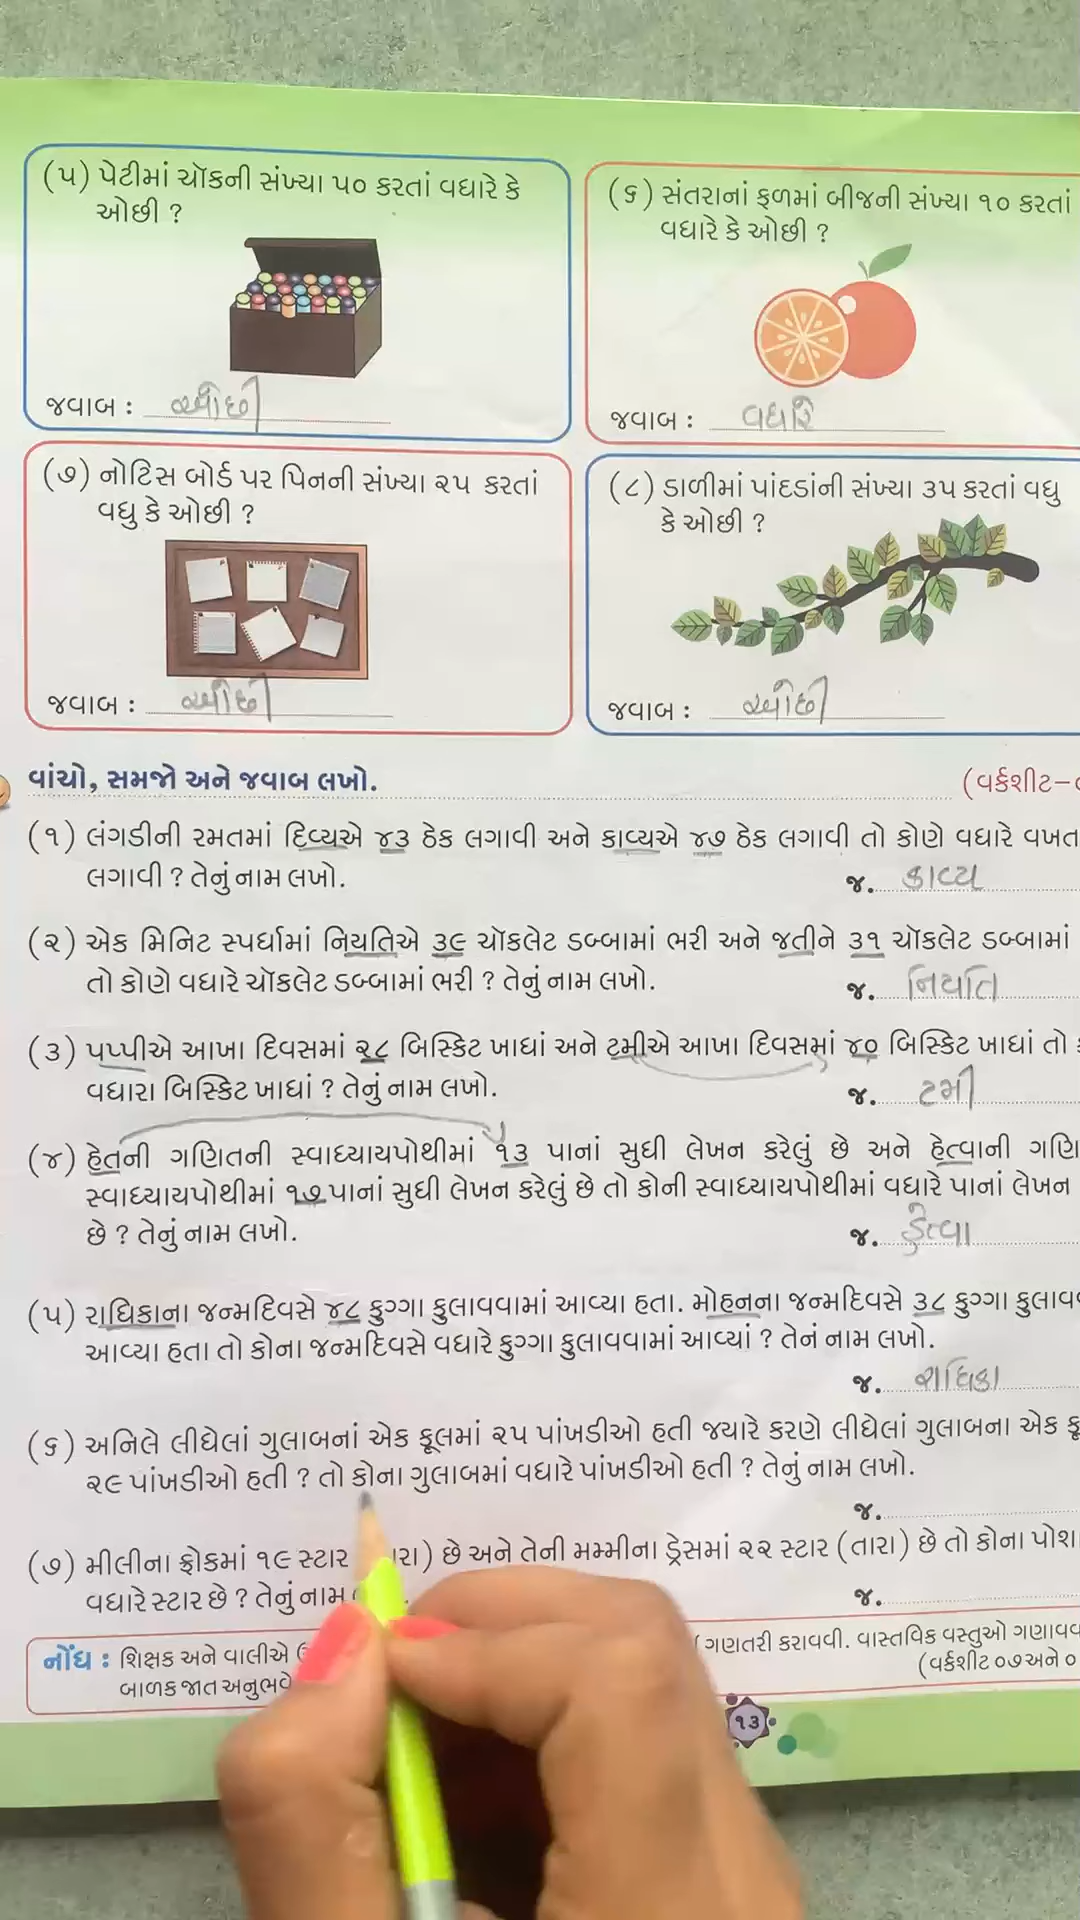 (૫) પેટીમાં ચૉકની સંખ્યા ૫૦ કરતાં વધારે કે
ઓછી ?
જવાબ : ઓછી
(૬) સંતરાનાં ફળમાં બીજની સંખ્યા ૧૦ કરતાં
વધારે કે ઓછી ?
જવાબ : વધારે
(૭) નોટિસ બોર્ડ પર પિનની સંખ્યા ૨૫ કરતાં
વધુ કે ઓછી ?
જવાબ : ઓછી
(૮) ડાળીમાં પાંદડાંની સંખ્યા ૩૫ કરતાં વધુ
કે ઓછી ?
જવાબ : ઓછી
વાંચો, સમજો અને જવાબ લખો. (વર્કશીટ–
(૧) લંગડીની રમતમાં દિવ્યએ ૪૩ ઠેક લગાવી અને કાવ્યએ ૪૭ ઠેક લગાવી તો કોણે વધારે વખત
લગાવી ? તેનું નામ લખો. જ. કાવ્ય
(૨) એક મિનિટ સ્પર્ધામાં નિયતિએ ૩૯ ચૉકલેટ ડબ્બામાં ભરી અને જતીને ૩૧ ચૉકલેટ ડબ્બામાં
તો કોણે વધારે ચૉકલેટ ડબ્બામાં ભરી ? તેનું નામ લખો. જ. નિયતિ
(૩) પપ્પીએ આખા દિવસમાં ૨૮ બિસ્કિટ ખાધાં અને ટમીએ આખા દિવસમાં ૪૦ બિસ્કિટ ખાધાં તો
વધારા બિસ્કિટ ખાધાં ? તેનું નામ લખો. જ. ટમી
(૪) હેતની ગણિતની સ્વાધ્યાયપોથીમાં ૧૩ પાનાં સુધી લેખન કરેલું છે અને હેત્વાની ગણિ
સ્વાધ્યાયપોથીમાં ૧૭ પાનાં સુધી લેખન કરેલું છે તો કોની સ્વાધ્યાયપોથીમાં વધારે પાનાં લેખન
છે ? તેનું નામ લખો. જ. હેત્વા
(૫) રાધિકાના જન્મદિવસે ૪૮ ફુગ્ગા ફુલાવવામાં આવ્યા હતા. મોહનના જન્મદિવસે ૩૮ ફુગ્ગા ફુલાવ
આવ્યા હતા તો કોના જન્મદિવસે વધારે ફુગ્ગા ફુલાવવામાં આવ્યાં ? તેનં નામ લખો.
જ. રાધિકા
(૬) અનિલે લીધેલાં ગુલાબનાં એક ફૂલમાં ૨૫ પાંખડીઓ હતી જ્યારે કરણે લીધેલાં ગુલાબના એક ફૂ
૨૯ પાંખડીઓ હતી ? તો કોના ગુલાબમાં વધારે પાંખડીઓ હતી ? તેનું નામ લખો.
જ.
(૭) મીલીના ફ્રોકમાં ૧૯ સ્ટાર રા) છે અને તેની મમ્મીના ડ્રેસમાં ૨૨ સ્ટાર (તારા) છે તો કોના પોશા
વધારે સ્ટાર છે ? તેનું નામ જ.
નોંધ : શિક્ષક અને વાલીએ ગણતરી કરાવવી. વાસ્તવિક વસ્તુઓ ગણાવવ
બાળક જાત અનુભવે (વર્કશીટ ૦૭ અને ૦
૧૩